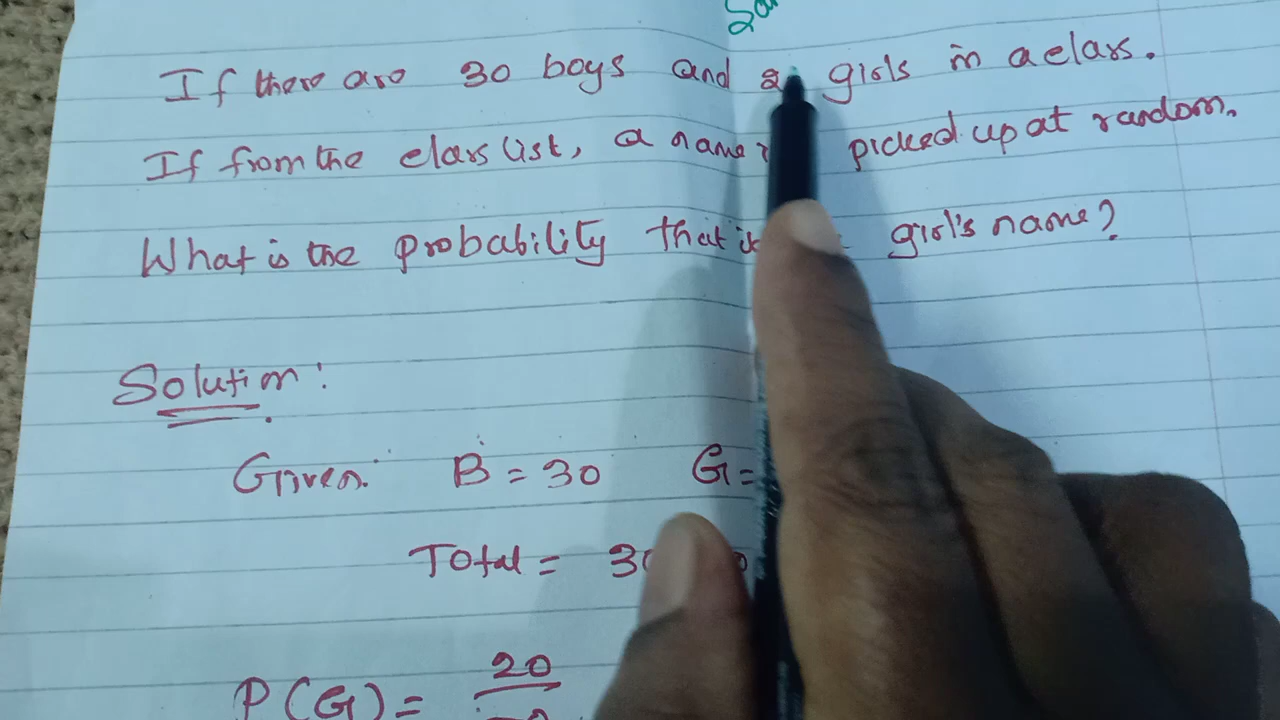 If there are 30 boys and girls in a class.
If from the class list, a name picked up at random.
What is the probability that girl's name?
Solution:
Given: B = 30 G=
Total =
P(G) = 20